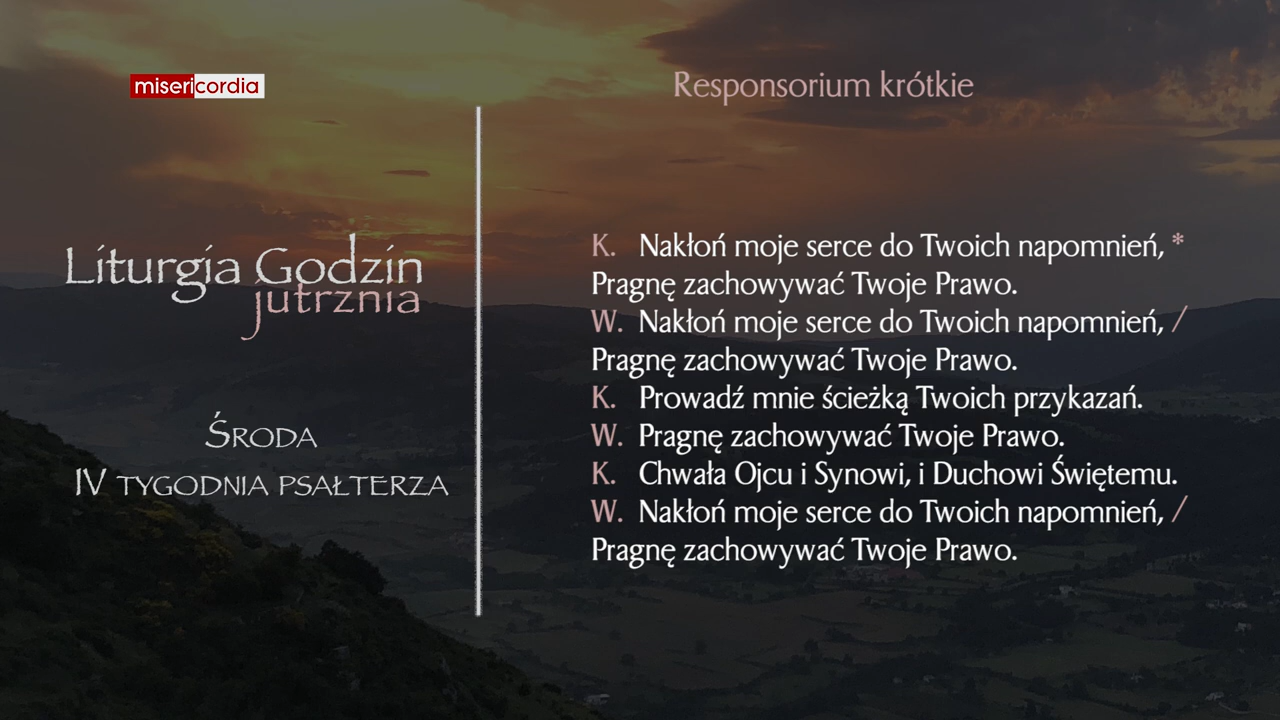 misericordia
Liturgia Godzin
jutrznia
Środa
IV tygodnia psałterza
Responsorium krótkie
K. Nakłoń moje serce do Twoich napomnień, *
Pragnę zachowywać Twoje Prawo.
W. Nakłoń moje serce do Twoich napomnień, /
Pragnę zachowywać Twoje Prawo.
K. Prowadź mnie ścieżką Twoich przykazań.
W. Pragnę zachowywać Twoje Prawo.
K. Chwała Ojcu i Synowi, i Duchowi Świętemu.
W. Nakłoń moje serce do Twoich napomnień, /
Pragnę zachowywać Twoje Prawo.